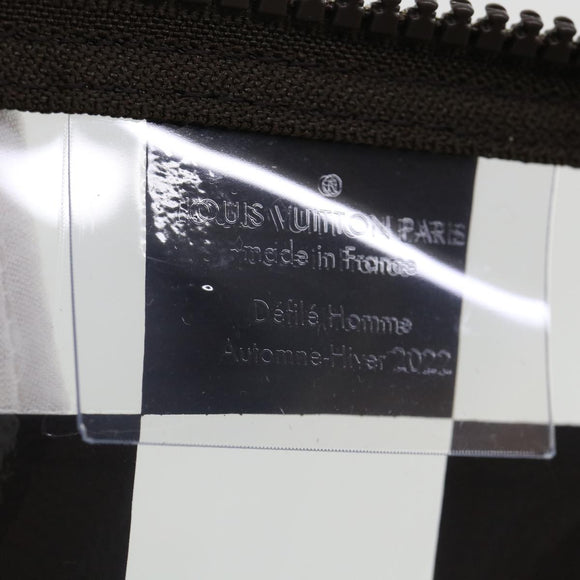 ®
LOUIS VUITTON PARIS
made in France
Défilé Homme
Automne-Hiver 2022